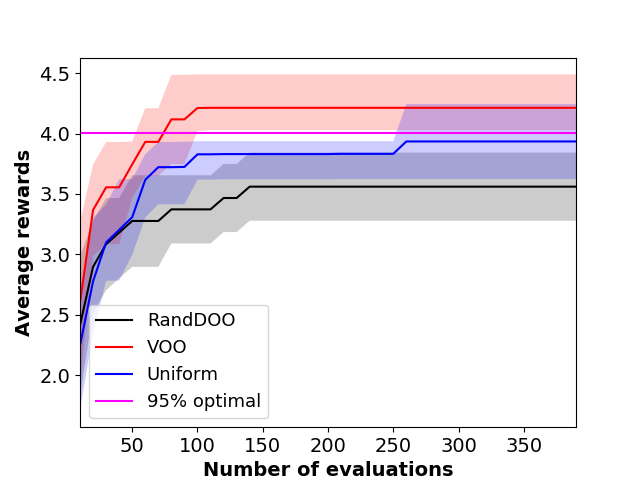 4.5
4.0
3.5
3.0
2.5
2.0
Average rewards
RandDOO
VOO
Uniform
95% optimal
50 100 150 200 250 300 350
Number of evaluations